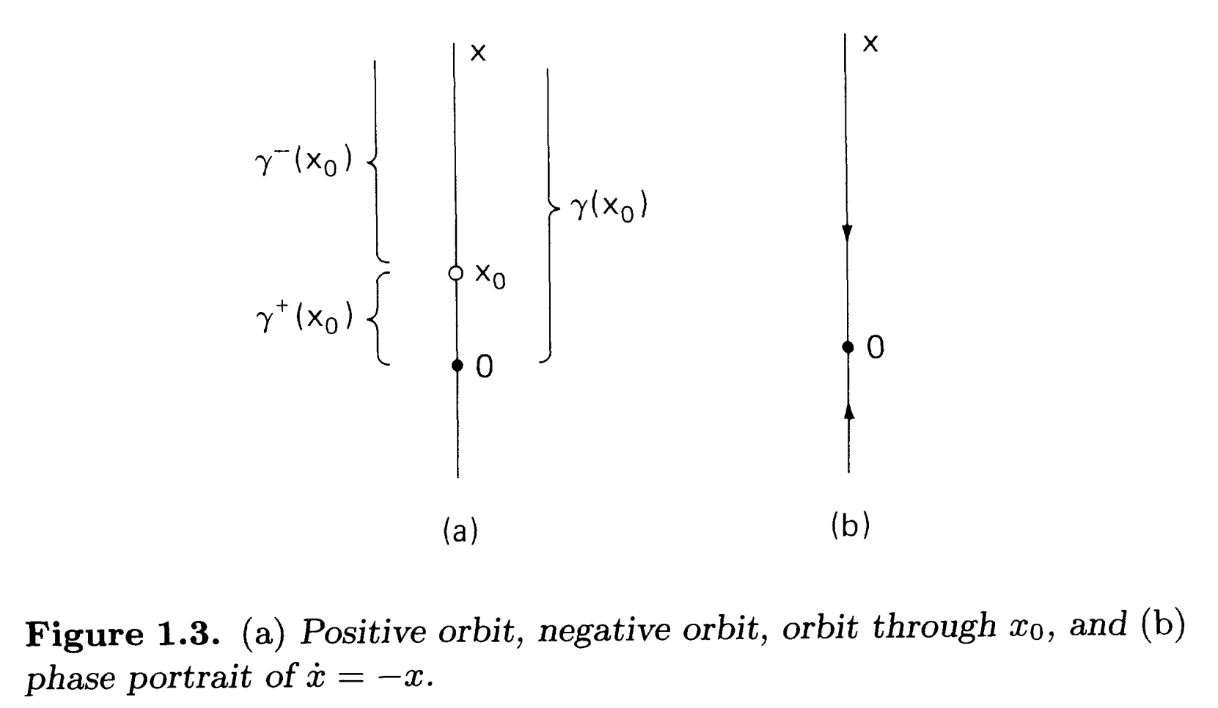 x
x
γ⁻(x₀)
γ(x₀)
x₀
γ⁺(x₀)
0
0
(a)
(b)
Figure 1.3. (a) Positive orbit, negative orbit, orbit through x₀, and (b)
phase portrait of ẋ = −x.